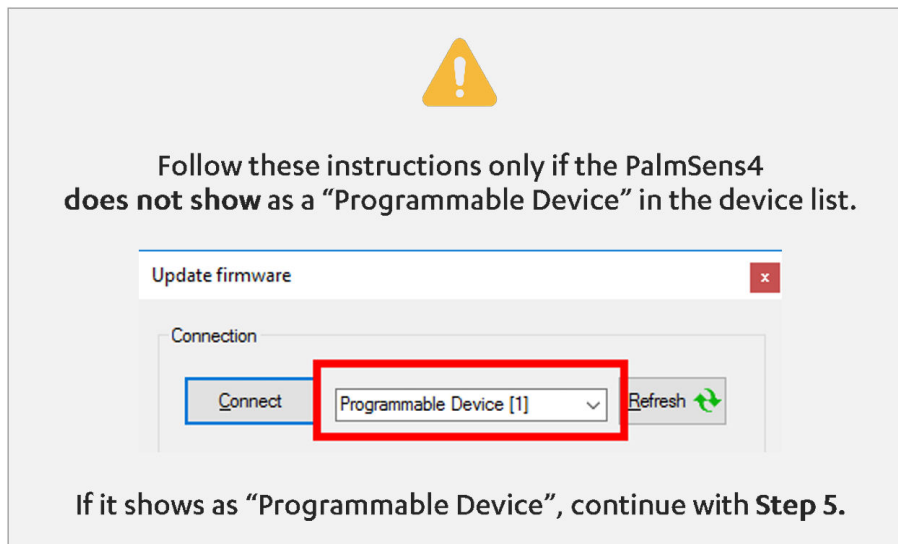 Follow these instructions only if the PalmSens4
does not show as a “Programmable Device” in the device list.
Update firmware
x
Connection
Connect
Programmable Device [1]
Refresh
If it shows as “Programmable Device”, continue with Step 5.